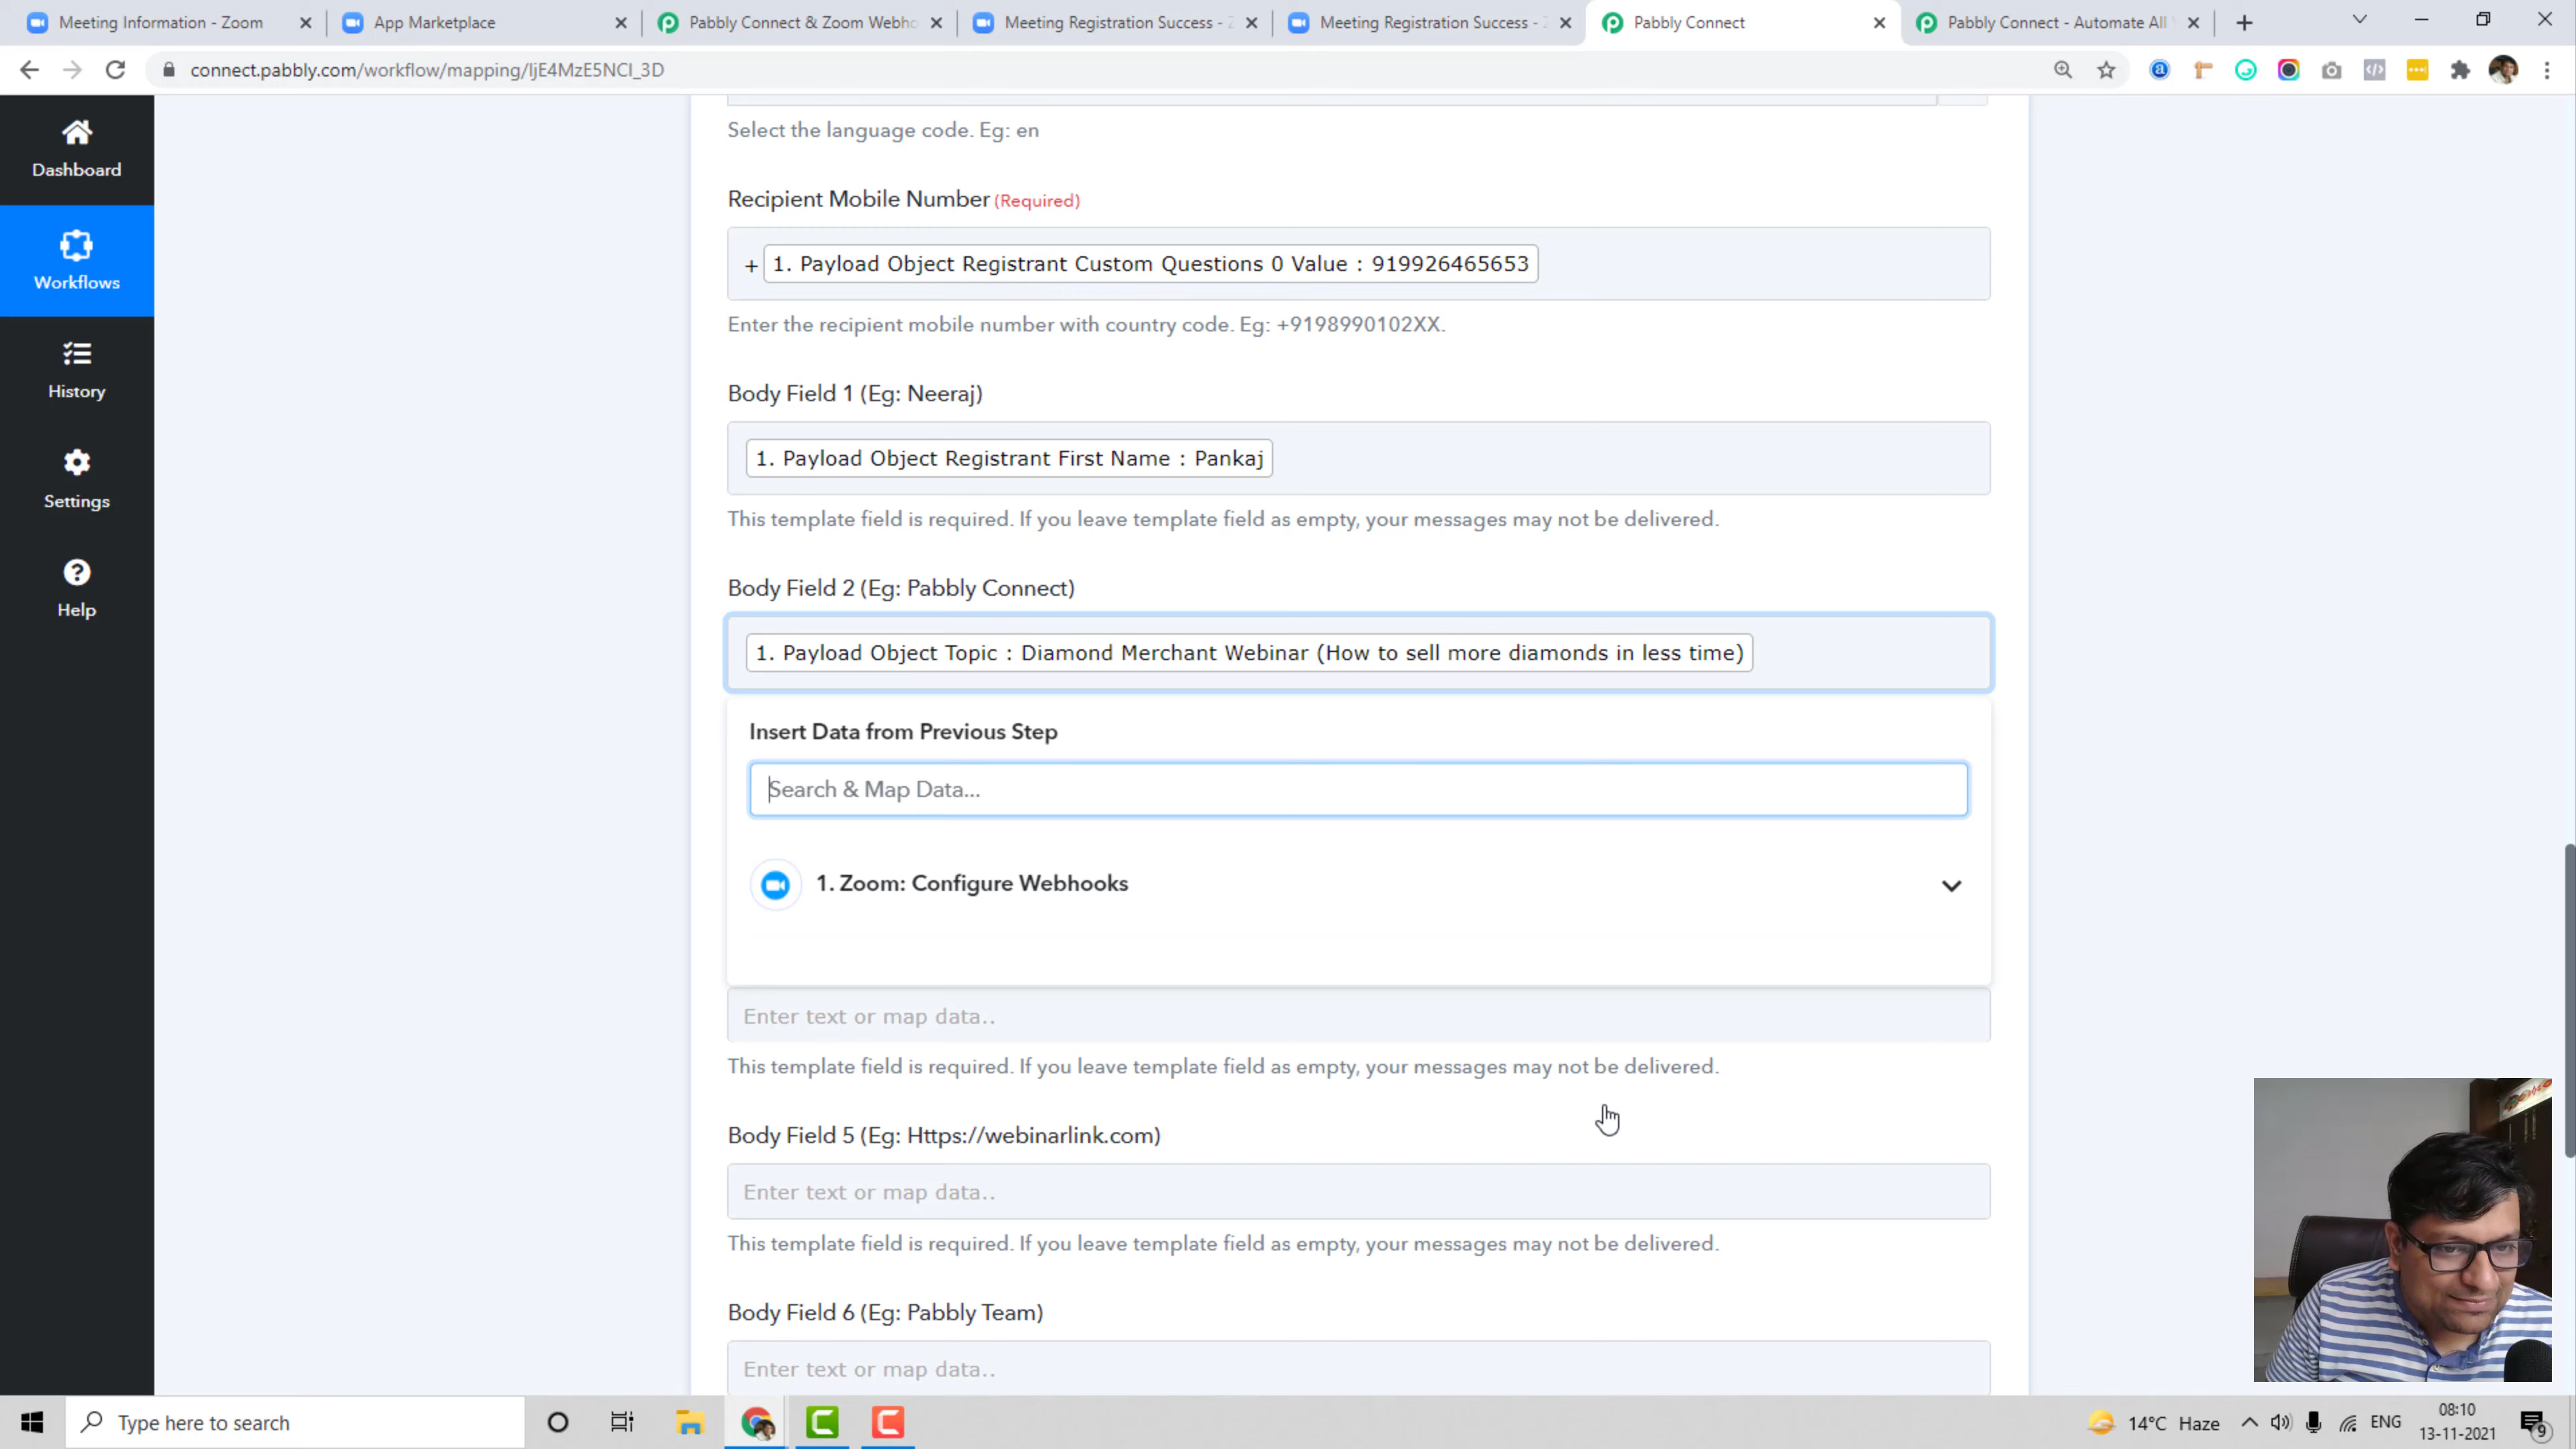 Meeting Information - Zoom
App Marketplace
Pabbly Connect & Zoom Webho
Meeting Registration Success - Z
Meeting Registration Success - Z
Pabbly Connect
Pabbly Connect - Automate All
connect.pabbly.com/workflow/mapping/IjE4MzE5NCI_3D
Dashboard
Workflows
History
Settings
Help
Select the language code. Eg: en
Recipient Mobile Number (Required)
+ 1. Payload Object Registrant Custom Questions 0 Value : 919926465653
Enter the recipient mobile number with country code. Eg: +9198990102XX.
Body Field 1 (Eg: Neeraj)
1. Payload Object Registrant First Name : Pankaj
This template field is required. If you leave template field as empty, your messages may not be delivered.
Body Field 2 (Eg: Pabbly Connect)
1. Payload Object Topic : Diamond Merchant Webinar (How to sell more diamonds in less time)
Insert Data from Previous Step
Search & Map Data...
1. Zoom: Configure Webhooks
Enter text or map data..
This template field is required. If you leave template field as empty, your messages may not be delivered.
Body Field 5 (Eg: Https://webinarlink.com)
Enter text or map data..
This template field is required. If you leave template field as empty, your messages may not be delivered.
Body Field 6 (Eg: Pabbly Team)
Enter text or map data..
Type here to search
14°C Haze
ENG
08:10
13-11-2021
9